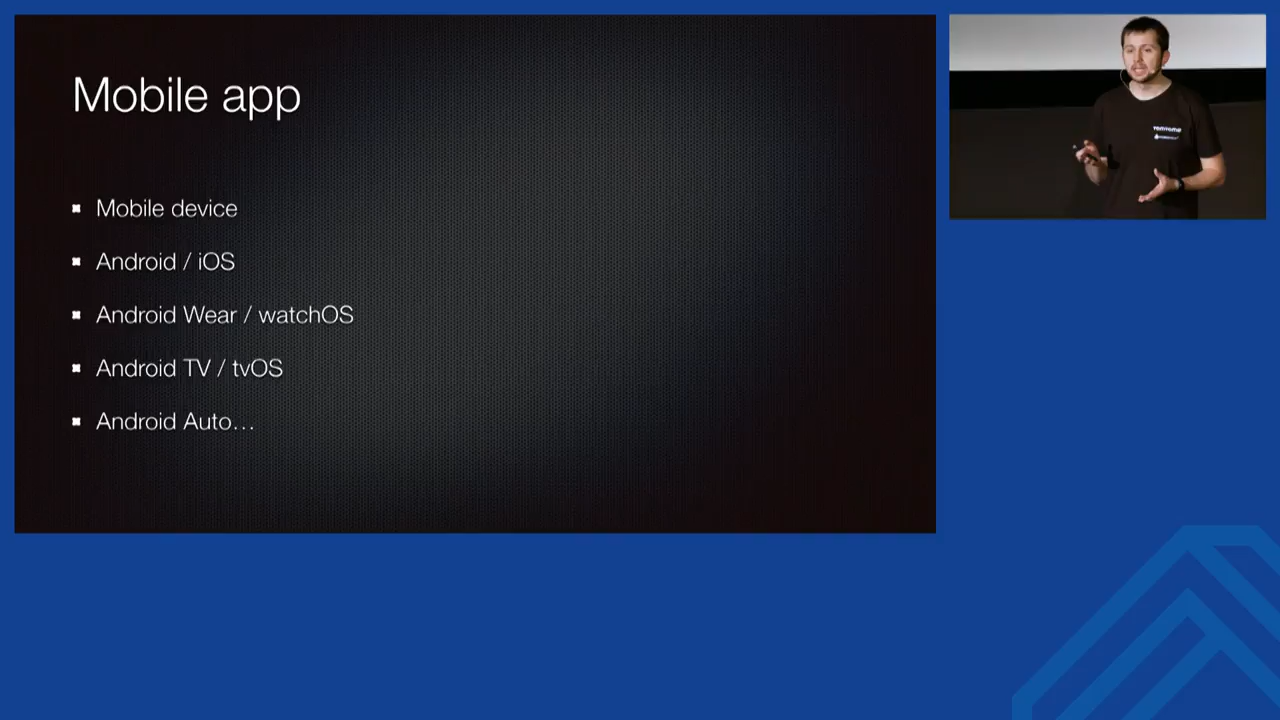 Mobile app
Mobile device
Android / iOS
Android Wear / watchOS
Android TV / tvOS
Android Auto…